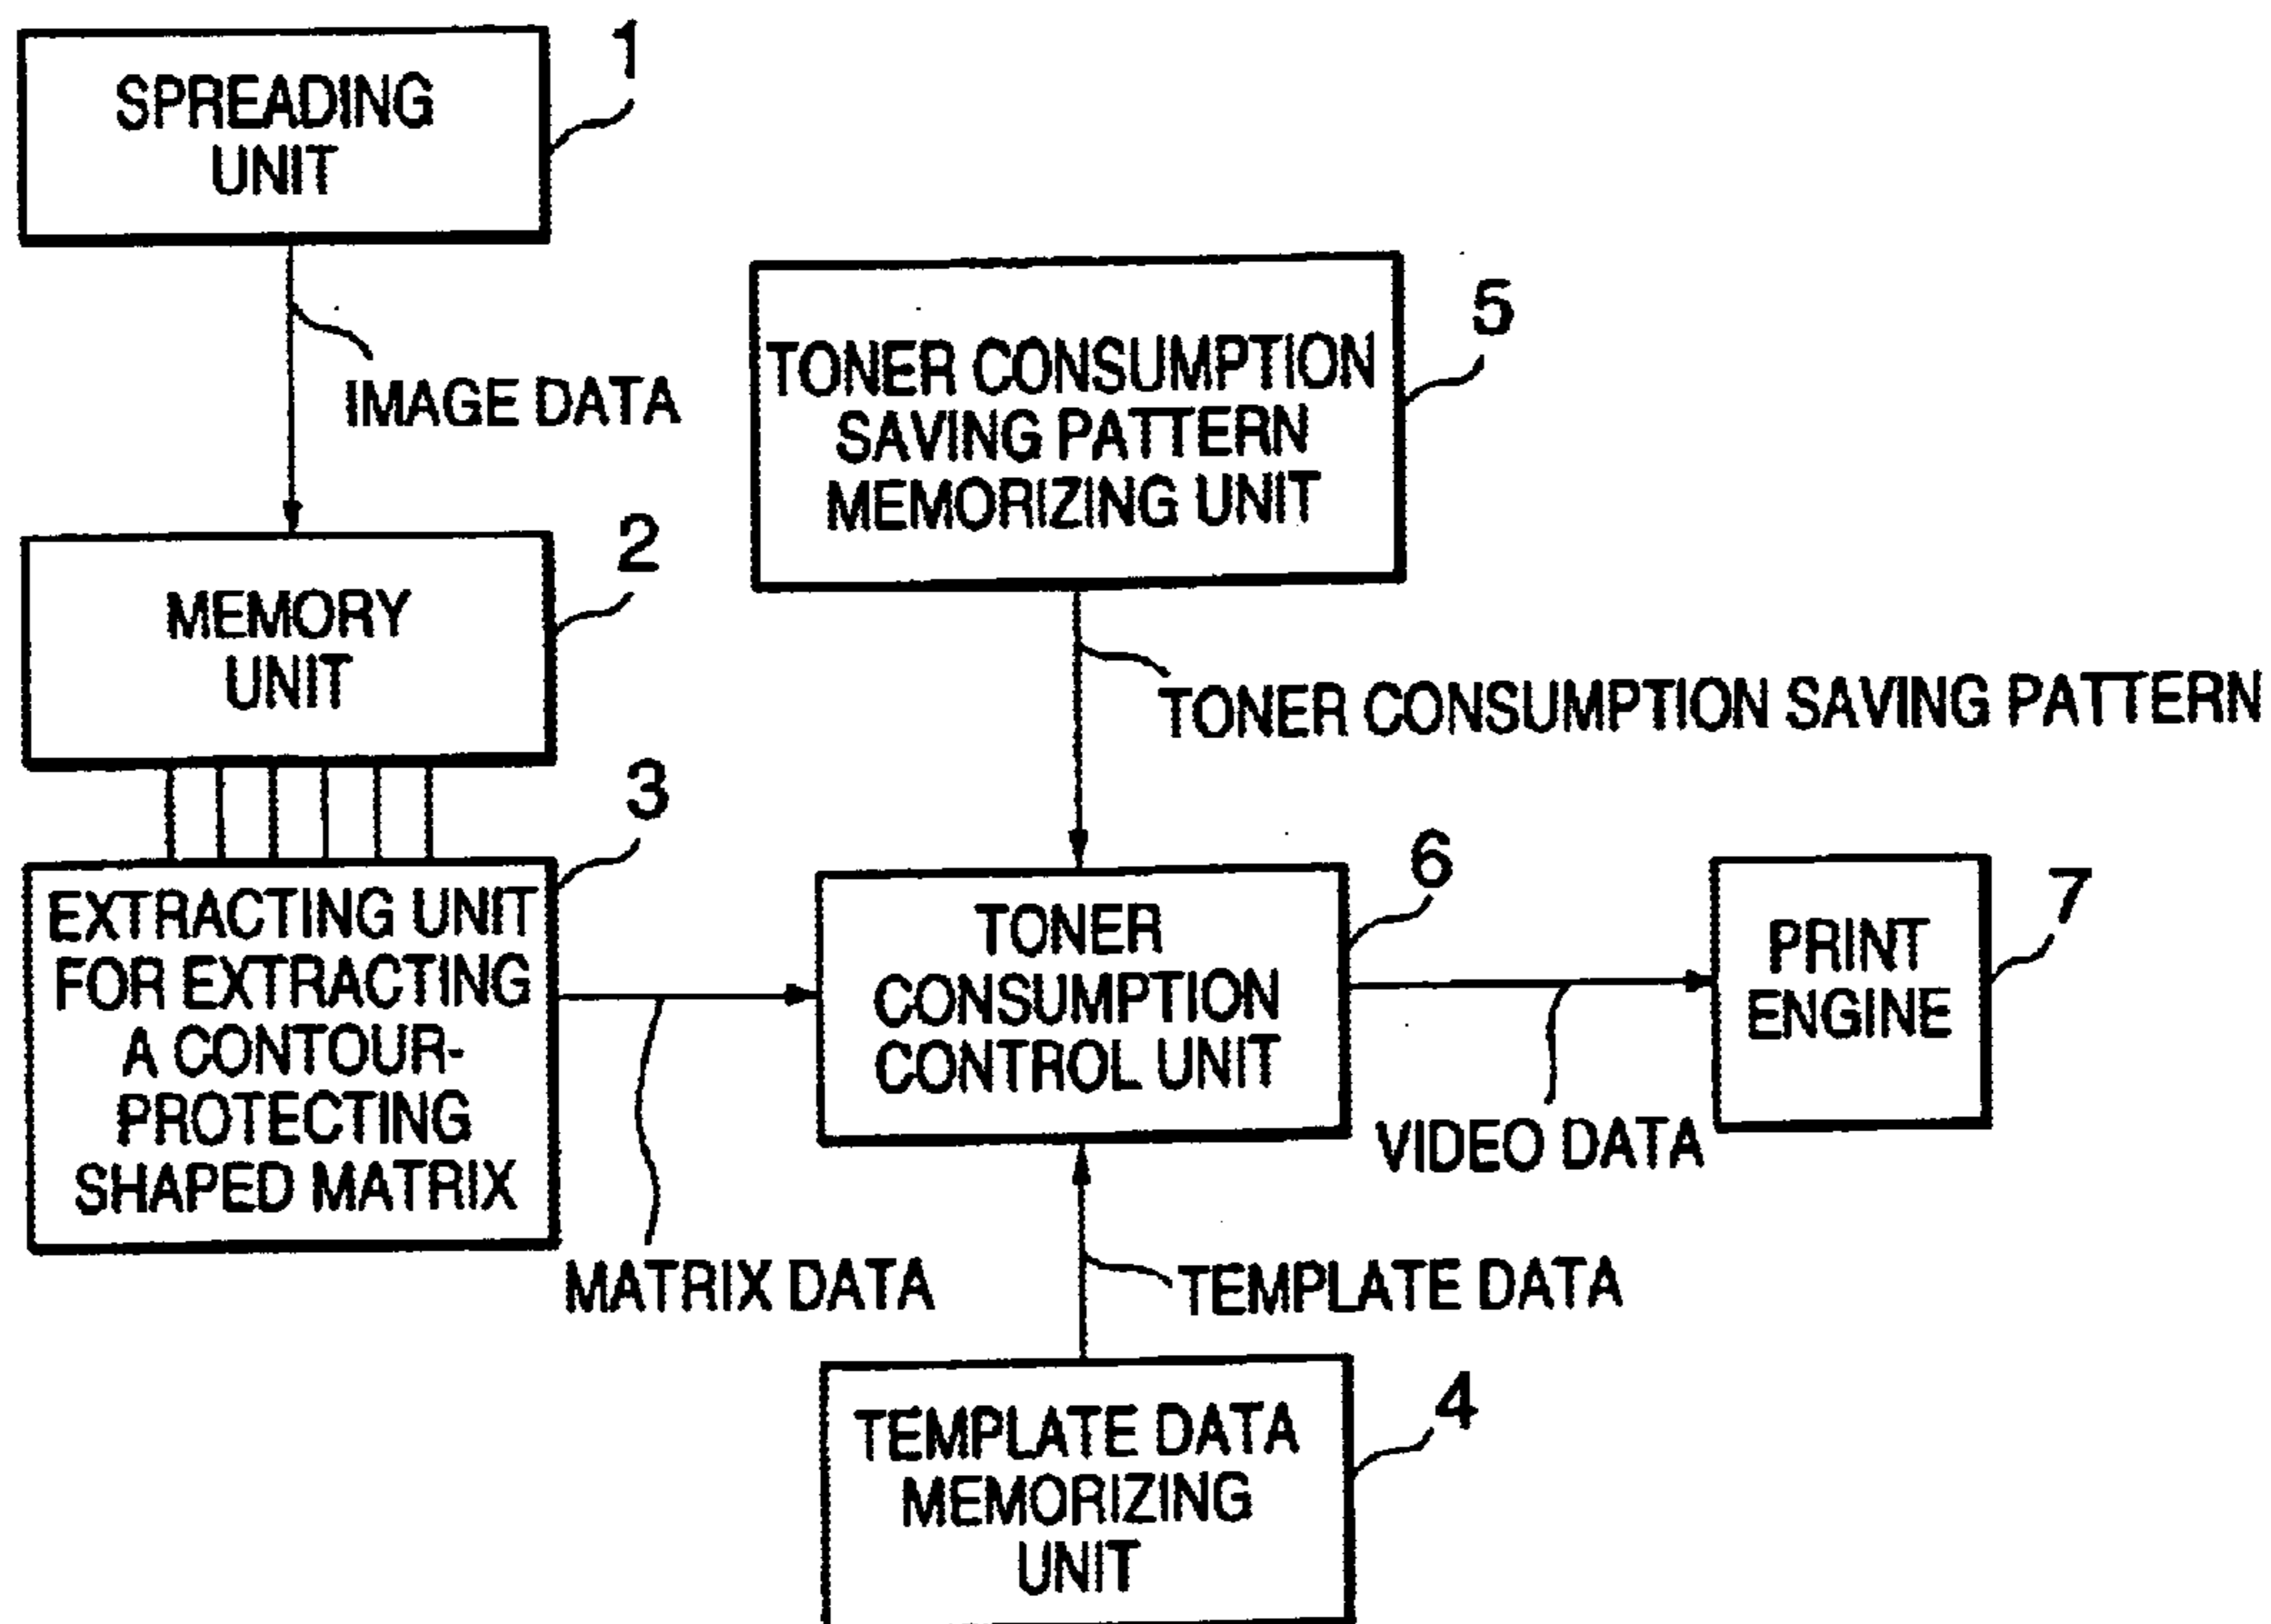 SPREADING
UNIT
1
IMAGE DATA
MEMORY
UNIT
2
TONER CONSUMPTION
SAVING PATTERN
MEMORIZING UNIT
5
TONER CONSUMPTION SAVING PATTERN
EXTRACTING UNIT
FOR EXTRACTING
A CONTOUR-
PROTECTING
SHAPED MATRIX
3
MATRIX DATA
TONER
CONSUMPTION
CONTROL UNIT
6
VIDEO DATA
PRINT
ENGINE
7
TEMPLATE DATA
TEMPLATE DATA
MEMORIZING
UNIT
4